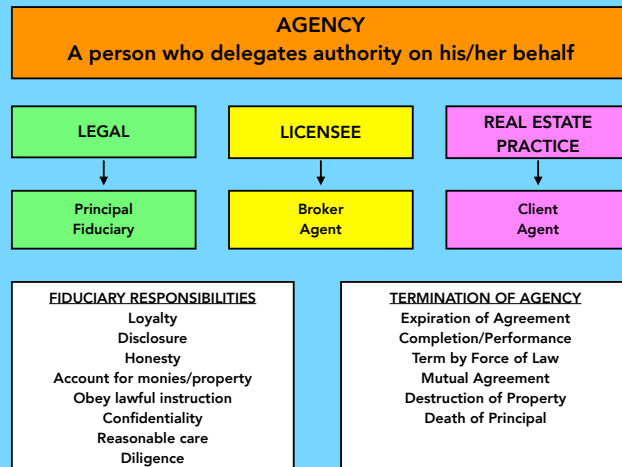 AGENCY
A person who delegates authority on his/her behalf
LEGAL
LICENSEE
REAL ESTATE
PRACTICE
Principal
Fiduciary
Broker
Agent
Client
Agent
FIDUCIARY RESPONSIBILITIES
Loyalty
Disclosure
Honesty
Account for monies/property
Obey lawful instruction
Confidentiality
Reasonable care
Diligence
TERMINATION OF AGENCY
Expiration of Agreement
Completion/Performance
Term by Force of Law
Mutual Agreement
Destruction of Property
Death of Principal